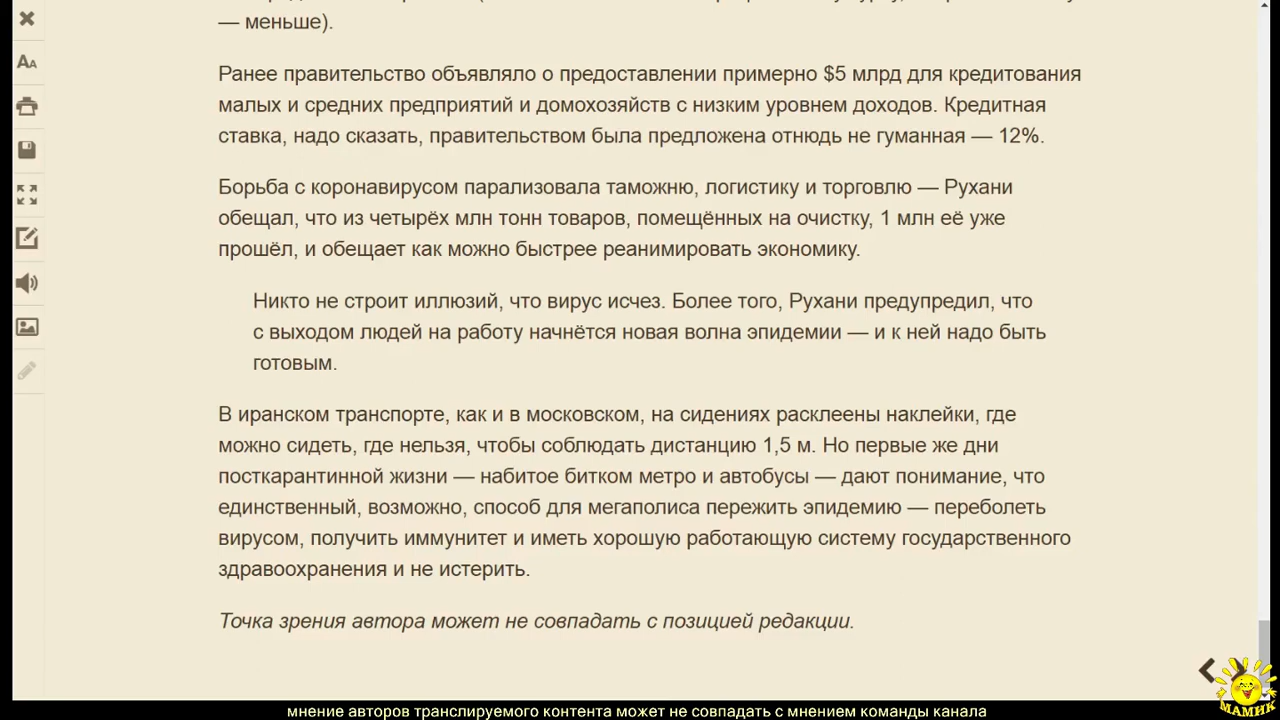 — меньше).
Ранее правительство объявляло о предоставлении примерно $5 млрд для кредитования
малых и средних предприятий и домохозяйств с низким уровнем доходов. Кредитная
ставка, надо сказать, правительством была предложена отнюдь не гуманная — 12%.
Борьба с коронавирусом парализовала таможню, логистику и торговлю — Рухани
обещал, что из четырёх млн тонн товаров, помещённых на очистку, 1 млн её уже
прошёл, и обещает как можно быстрее реанимировать экономику.
Никто не строит иллюзий, что вирус исчез. Более того, Рухани предупредил, что
с выходом людей на работу начнётся новая волна эпидемии — и к ней надо быть
готовым.
В иранском транспорте, как и в московском, на сидениях расклеены наклейки, где
можно сидеть, где нельзя, чтобы соблюдать дистанцию 1,5 м. Но первые же дни
посткарантинной жизни — набитое битком метро и автобусы — дают понимание, что
единственный, возможно, способ для мегаполиса пережить эпидемию — переболеть
вирусом, получить иммунитет и иметь хорошую работающую систему государственного
здравоохранения и не истерить.
Точка зрения автора может не совпадать с позицией редакции.
МАМИК
мнение авторов транслируемого контента может не совпадать с мнением команды канала